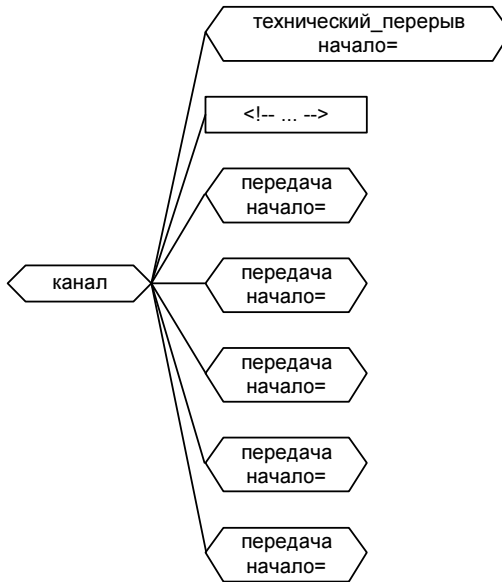 технический_перерыв
начало=
<!-- ... -->
передача
начало=
канал
передача
начало=
передача
начало=
передача
начало=
передача
начало=